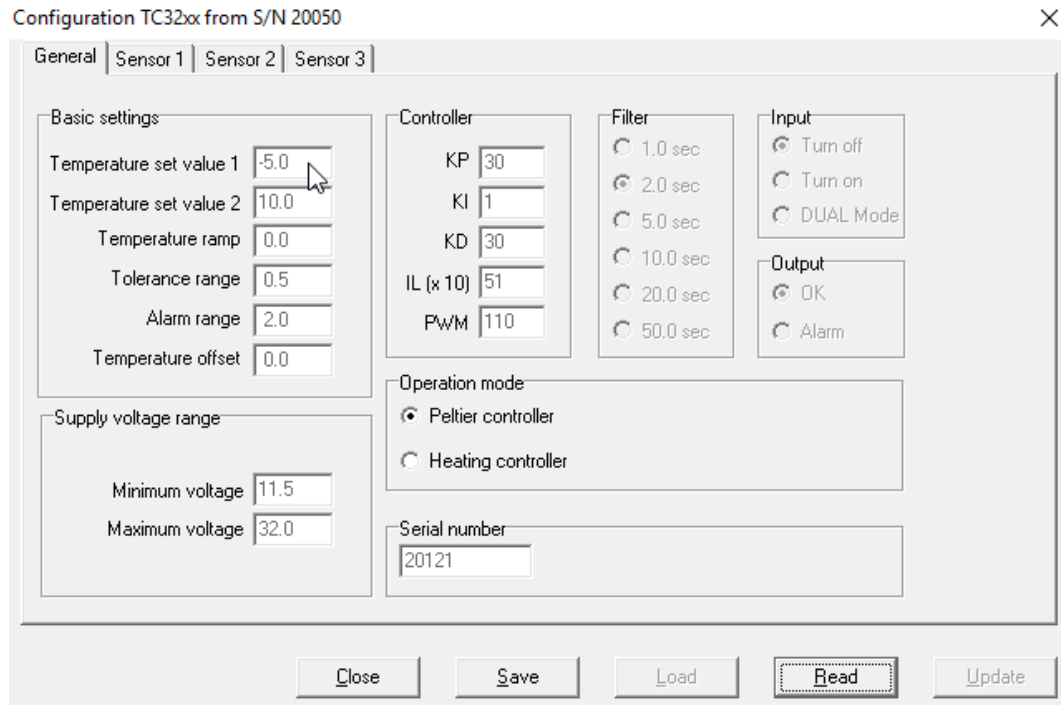 Configuration TC32xx from S/N 20050
General Sensor 1 Sensor 2 Sensor 3
Basic settings
Temperature set value 1 -5.0
Temperature set value 2 10.0
Temperature ramp 0.0
Tolerance range 0.5
Alarm range 2.0
Temperature offset 0.0
Supply voltage range
Minimum voltage 11.5
Maximum voltage 32.0
Controller
KP 30
KI 1
KD 30
IL (x 10) 51
PWM 110
Filter
1.0 sec
2.0 sec
5.0 sec
10.0 sec
20.0 sec
50.0 sec
Input
Turn off
Turn on
DUAL Mode
Output
OK
Alarm
Operation mode
Peltier controller
Heating controller
Serial number
20121
Close Save Load Read Update